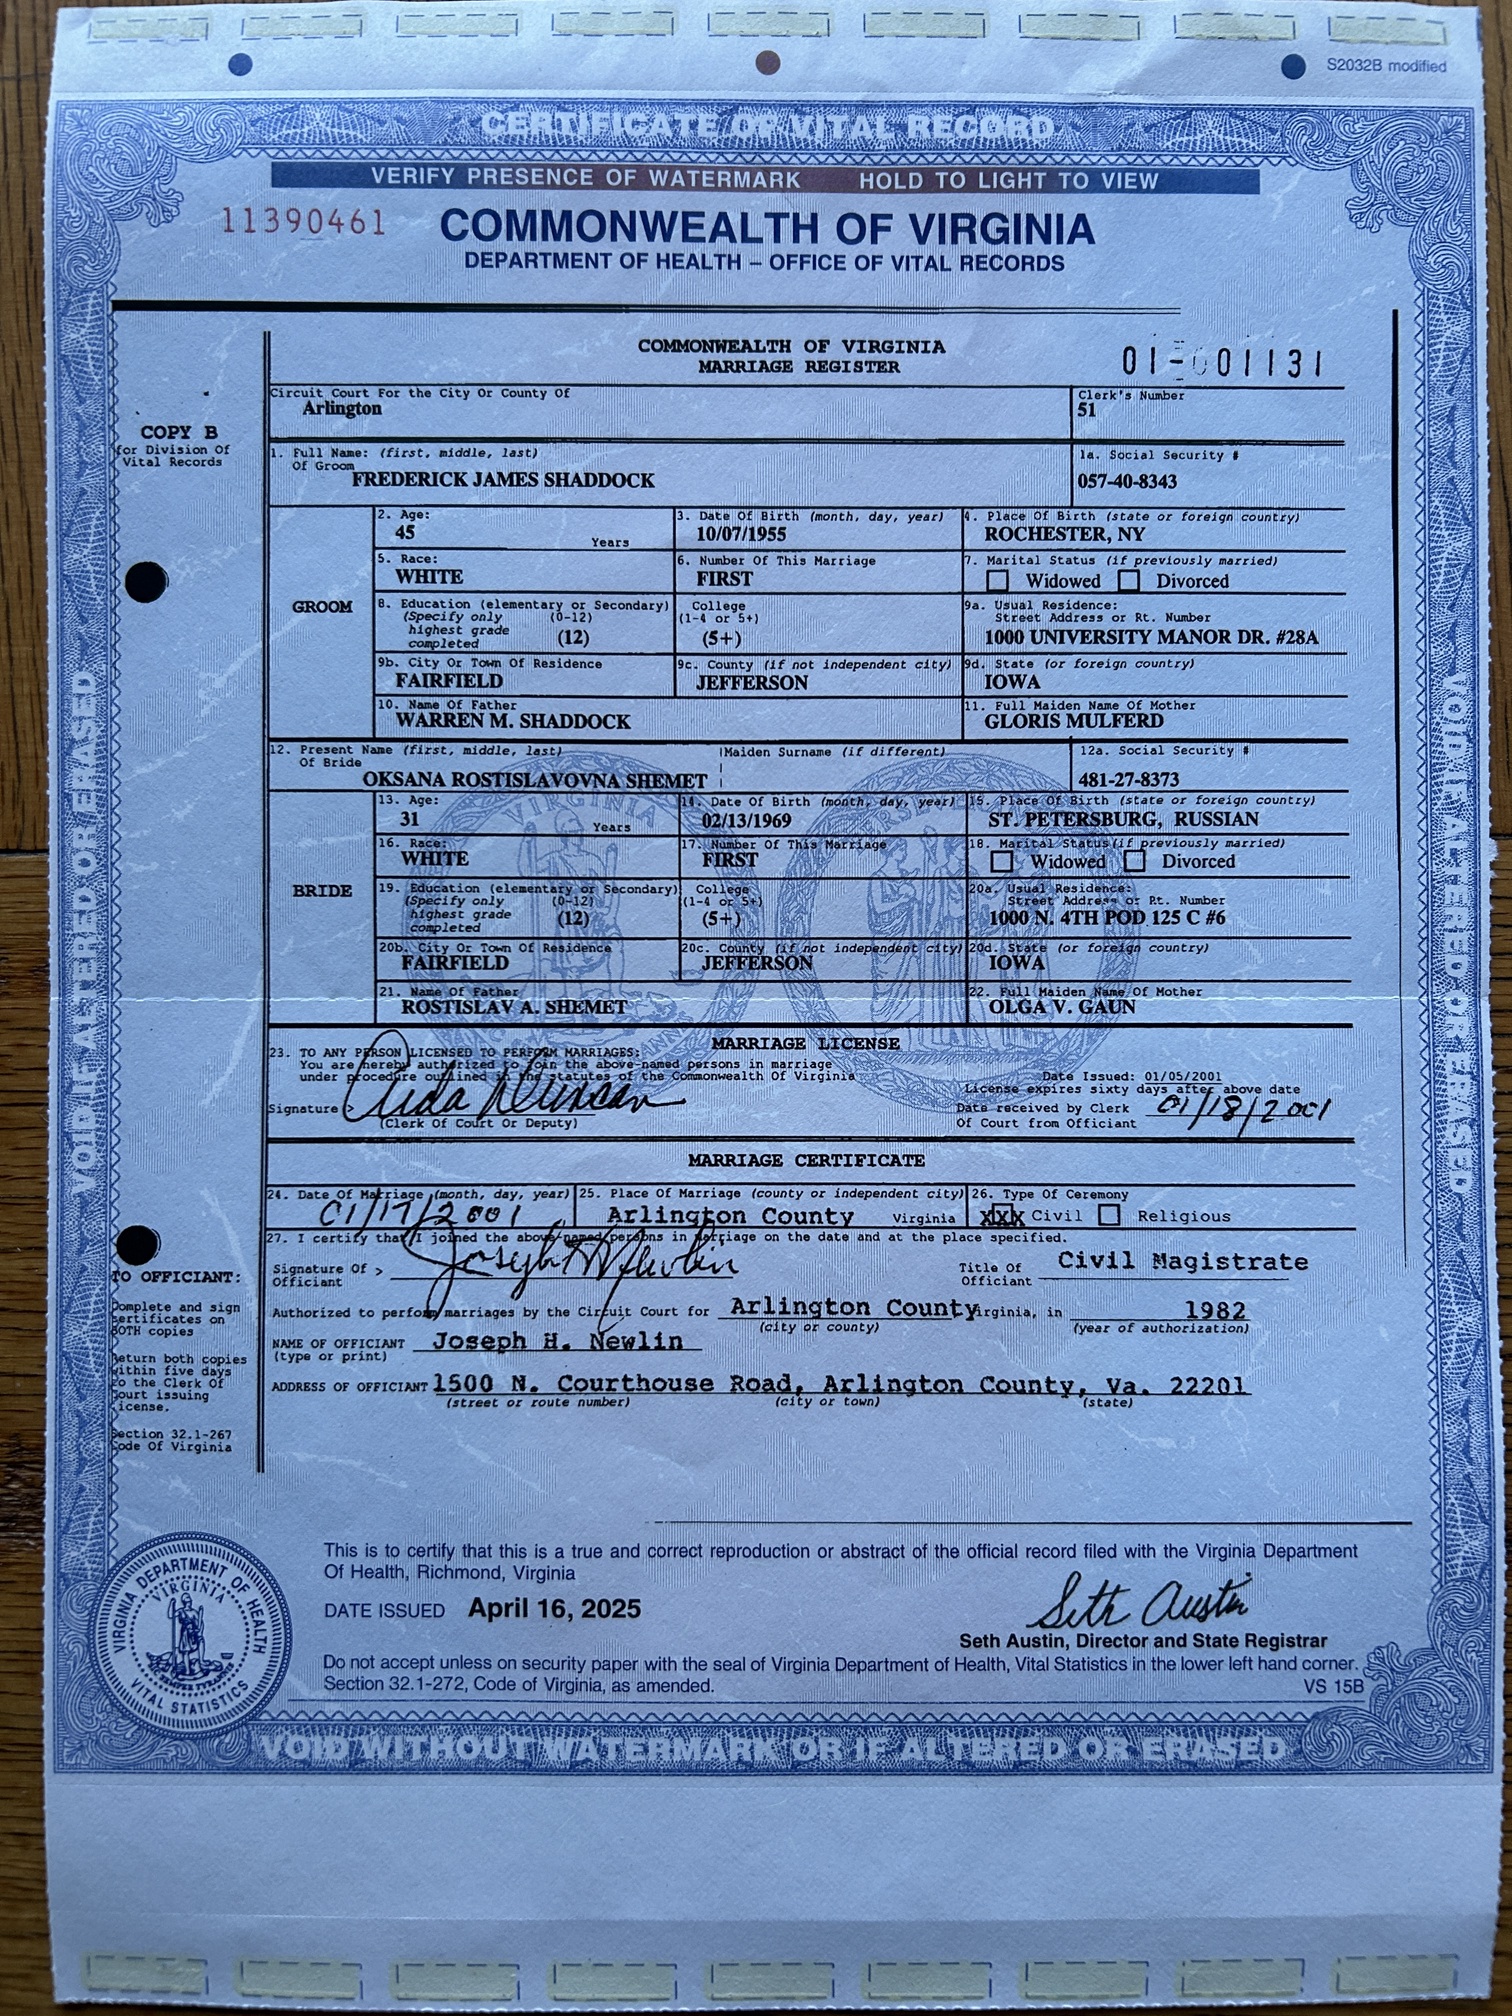 S2032B modified
CERTIFICATE OF VITAL RECORD
VERIFY PRESENCE OF WATERMARK HOLD TO LIGHT TO VIEW
11390461
COMMONWEALTH OF VIRGINIA
DEPARTMENT OF HEALTH – OFFICE OF VITAL RECORDS
COMMONWEALTH OF VIRGINIA
MARRIAGE REGISTER
01-001131
COPY B
for Division Of
Vital Records
Circuit Court For the City Or County Of
Arlington
Clerk's Number
51
1. Full Name: (first, middle, last)
Of Groom
FREDERICK JAMES SHADDOCK
1a. Social Security #
057-40-8343
GROOM
2. Age:
45 Years
3. Date Of Birth (month, day, year)
10/07/1955
4. Place Of Birth (state or foreign country)
ROCHESTER, NY
5. Race:
WHITE
6. Number Of This Marriage
FIRST
7. Marital Status (if previously married)
Widowed Divorced
8. Education (elementary or Secondary)
(Specify only (0-12)
highest grade
completed (12)
College
(1-4 or 5+)
(5+)
9a. Usual Residence:
Street Address or Rt. Number
1000 UNIVERSITY MANOR DR. #28A
9b. City Or Town Of Residence
FAIRFIELD
9c. County (if not independent city)
JEFFERSON
9d. State (or foreign country)
IOWA
10. Name Of Father
WARREN M. SHADDOCK
11. Full Maiden Name Of Mother
GLORIS MULFERD
12. Present Name (first, middle, last)
Of Bride
OKSANA ROSTISLAVOVNA SHEMET
Maiden Surname (if different)
12a. Social Security #
481-27-8373
BRIDE
13. Age:
31 Years
14. Date Of Birth (month, day, year)
02/13/1969
15. Place Of Birth (state or foreign country)
ST. PETERSBURG, RUSSIAN
16. Race:
WHITE
17. Number Of This Marriage
FIRST
18. Marital Status (if previously married)
Widowed Divorced
19. Education (elementary or Secondary)
(Specify only (0-12)
highest grade
completed (12)
College
(1-4 or 5+)
(5+)
20a. Usual Residence:
Street Address or Rt. Number
1000 N. 4TH POD 125 C #6
20b. City Or Town Of Residence
FAIRFIELD
20c. County (if not independent city)
JEFFERSON
20d. State (or foreign country)
IOWA
21. Name Of Father
ROSTISLAV A. SHEMET
22. Full Maiden Name Of Mother
OLGA V. GAUN
MARRIAGE LICENSE
23. TO ANY PERSON LICENSED TO PERFORM MARRIAGES:
You are hereby authorized to join the above-named persons in marriage
under procedure outlined in the statutes of the Commonwealth Of Virginia
Signature > Aida Duncan
(Clerk Of Court Or Deputy)
Date Issued: 01/05/2001
License expires sixty days after above date
Date received by Clerk 01/18/2001
Of Court from Officiant
MARRIAGE CERTIFICATE
24. Date Of Marriage (month, day, year)
01/17/2001
25. Place Of Marriage (county or independent city)
Arlington County Virginia
26. Type Of Ceremony
XXX Civil Religious
27. I certify that I joined the above-named persons in marriage on the date and at the place specified.
Signature Of > Joseph H Newlin
Officiant
Title Of Civil Magistrate
Officiant
Authorized to perform marriages by the Circuit Court for Arlington County irginia, in 1982
(city or county) (year of authorization)
NAME OF OFFICIANT Joseph H. Newlin
(type or print)
ADDRESS OF OFFICIANT 1500 N. Courthouse Road, Arlington County, Va. 22201
(street or route number) (city or town) (state)
TO OFFICIANT:
Complete and sign
certificates on
BOTH copies
Return both copies
within five days
to the Clerk Of
Court issuing
license.
Section 32.1-267
Code Of Virginia
This is to certify that this is a true and correct reproduction or abstract of the official record filed with the Virginia Department
Of Health, Richmond, Virginia
DATE ISSUED April 16, 2025
Seth Austin
Seth Austin, Director and State Registrar
Do not accept unless on security paper with the seal of Virginia Department of Health, Vital Statistics in the lower left hand corner.
Section 32.1-272, Code of Virginia, as amended.
VS 15B
VIRGINIA DEPARTMENT OF HEALTH
VIRGINIA
VITAL STATISTICS
VOID IF ALTERED OR ERASED
VOID IF ALTERED OR ERASED
VOID WITHOUT WATERMARK OR IF ALTERED OR ERASED